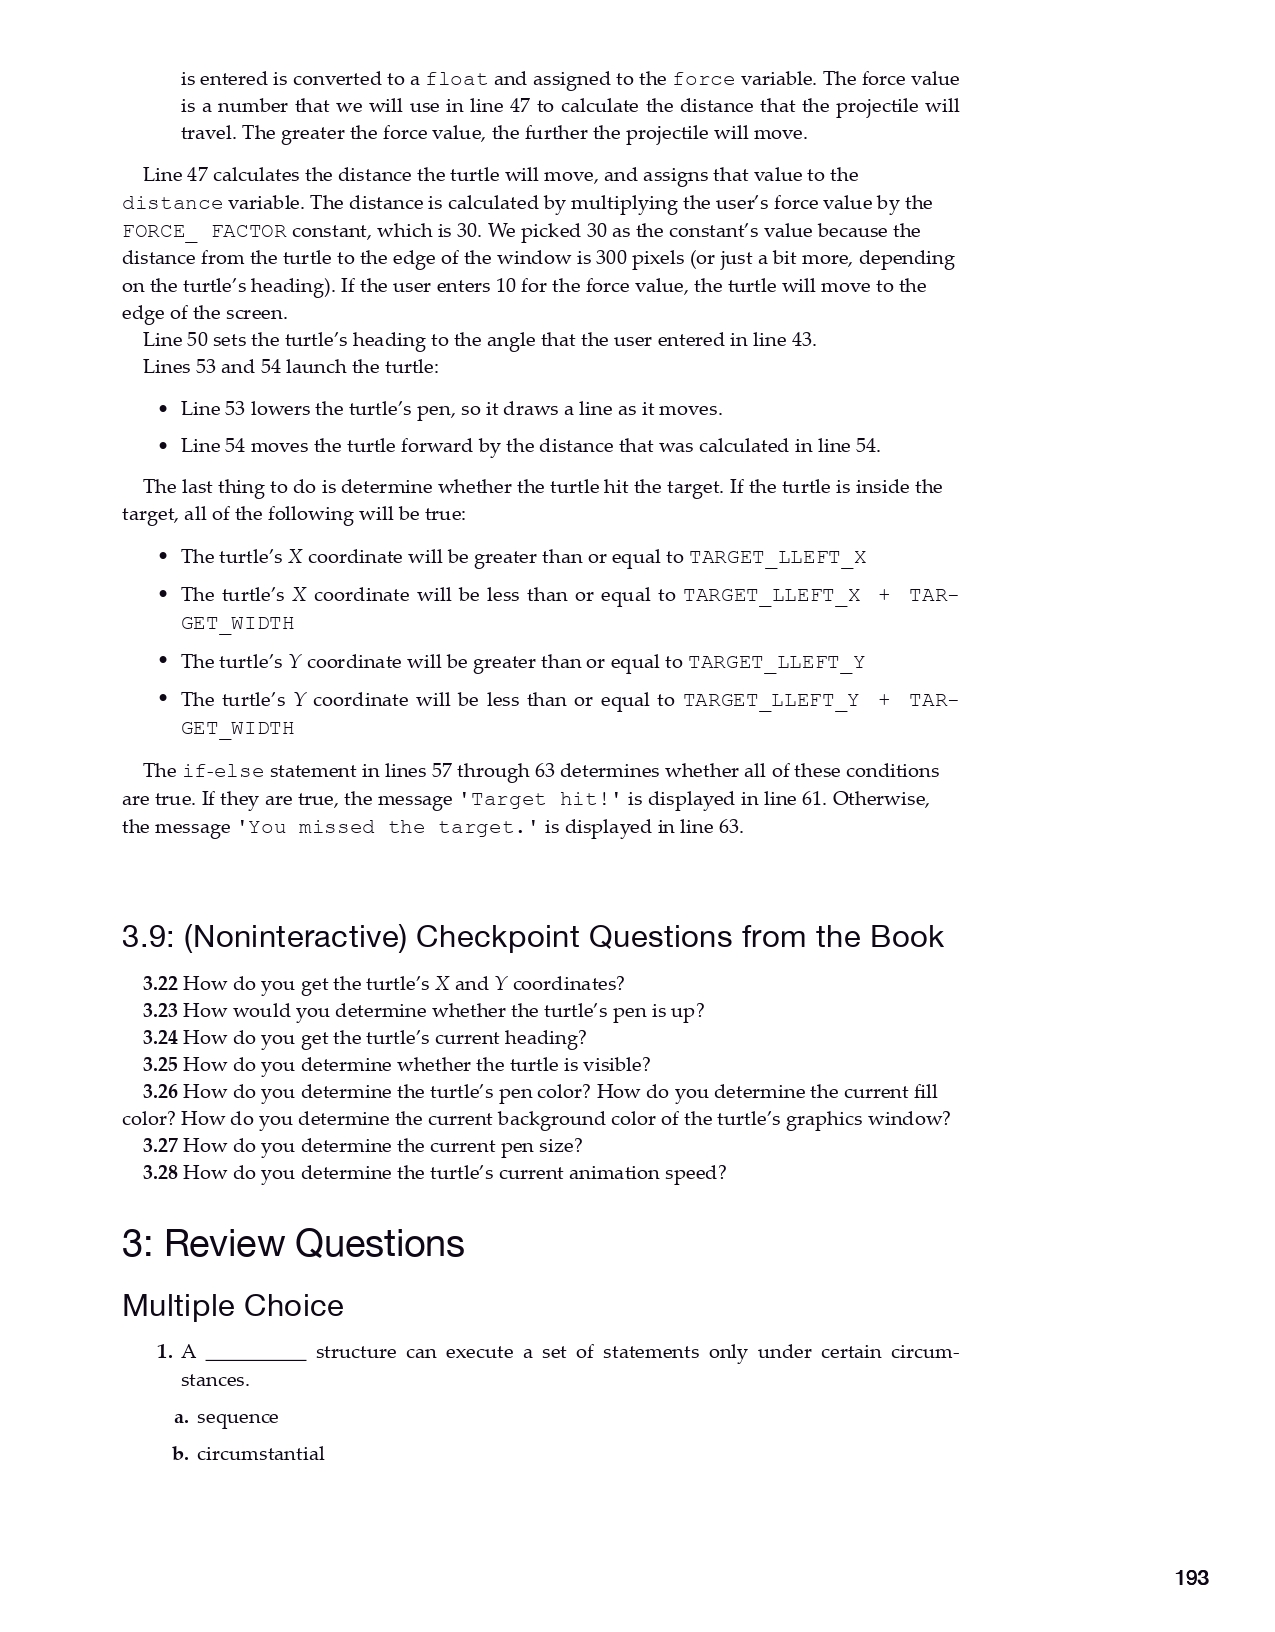 is entered is converted to a float and assigned to the force variable. The force value
is a number that we will use in line 47 to calculate the distance that the projectile will
travel. The greater the force value, the further the projectile will move.
Line 47 calculates the distance the turtle will move, and assigns that value to the
distance variable. The distance is calculated by multiplying the user’s force value by the
FORCE_ FACTOR constant, which is 30. We picked 30 as the constant’s value because the
distance from the turtle to the edge of the window is 300 pixels (or just a bit more, depending
on the turtle’s heading). If the user enters 10 for the force value, the turtle will move to the
edge of the screen.
Line 50 sets the turtle’s heading to the angle that the user entered in line 43.
Lines 53 and 54 launch the turtle:
• Line 53 lowers the turtle’s pen, so it draws a line as it moves.
• Line 54 moves the turtle forward by the distance that was calculated in line 54.
The last thing to do is determine whether the turtle hit the target. If the turtle is inside the
target, all of the following will be true:
• The turtle’s X coordinate will be greater than or equal to TARGET_LLEFT_X
• The turtle’s X coordinate will be less than or equal to TARGET_LLEFT_X + TAR-
GET_WIDTH
• The turtle’s Y coordinate will be greater than or equal to TARGET_LLEFT_Y
• The turtle’s Y coordinate will be less than or equal to TARGET_LLEFT_Y + TAR-
GET_WIDTH
The if-else statement in lines 57 through 63 determines whether all of these conditions
are true. If they are true, the message 'Target hit!' is displayed in line 61. Otherwise,
the message 'You missed the target.' is displayed in line 63.
3.9: (Noninteractive) Checkpoint Questions from the Book
3.22 How do you get the turtle’s X and Y coordinates?
3.23 How would you determine whether the turtle’s pen is up?
3.24 How do you get the turtle’s current heading?
3.25 How do you determine whether the turtle is visible?
3.26 How do you determine the turtle’s pen color? How do you determine the current fill
color? How do you determine the current background color of the turtle’s graphics window?
3.27 How do you determine the current pen size?
3.28 How do you determine the turtle’s current animation speed?
3: Review Questions
Multiple Choice
1. A __________ structure can execute a set of statements only under certain circum-
stances.
a. sequence
b. circumstantial
193